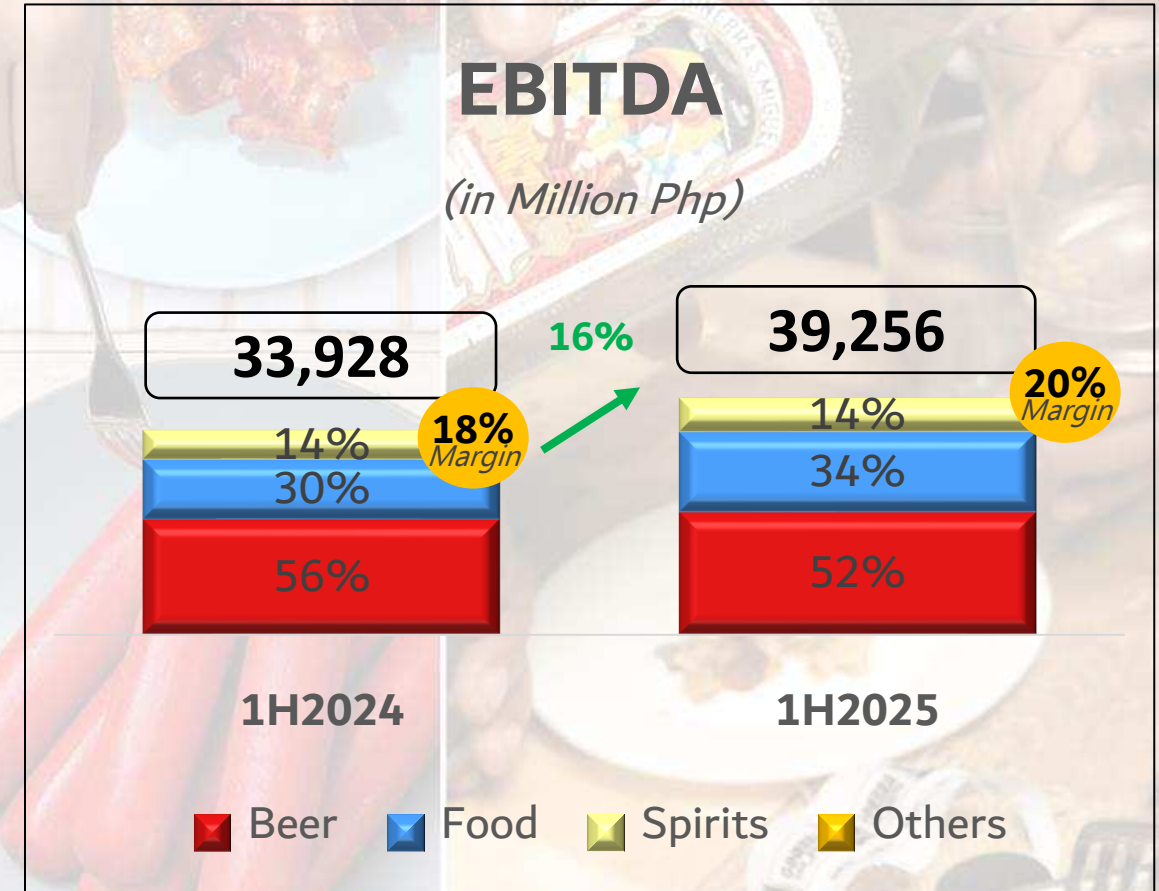 EBITDA
(in Million Php)
33,928
16%
39,256
18%
Margin
20%
Margin
14%
30%
56%
14%
34%
52%
1H2024
1H2025
Beer
Food
Spirits
Others